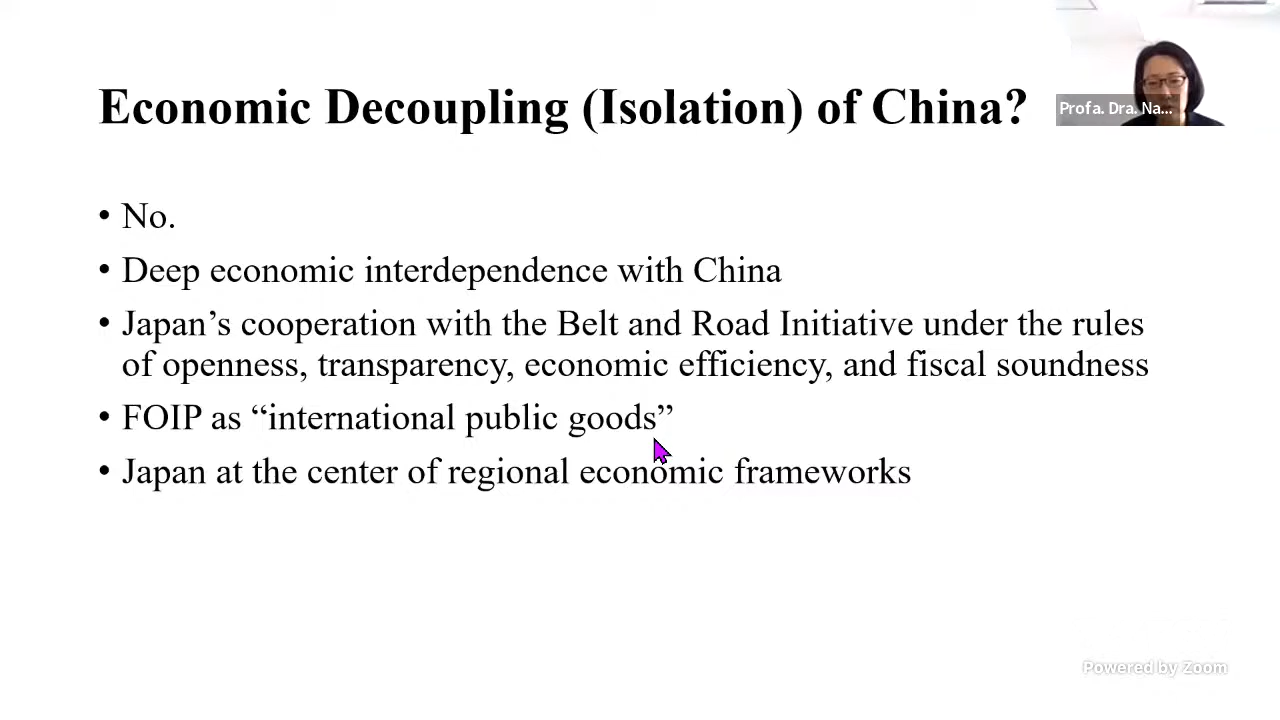 Economic Decoupling (Isolation) of China?
Profa. Dra. Na...
• No.
• Deep economic interdependence with China
• Japan’s cooperation with the Belt and Road Initiative under the rules
of openness, transparency, economic efficiency, and fiscal soundness
• FOIP as “international public goods”
• Japan at the center of regional economic frameworks
Powered by Zoom